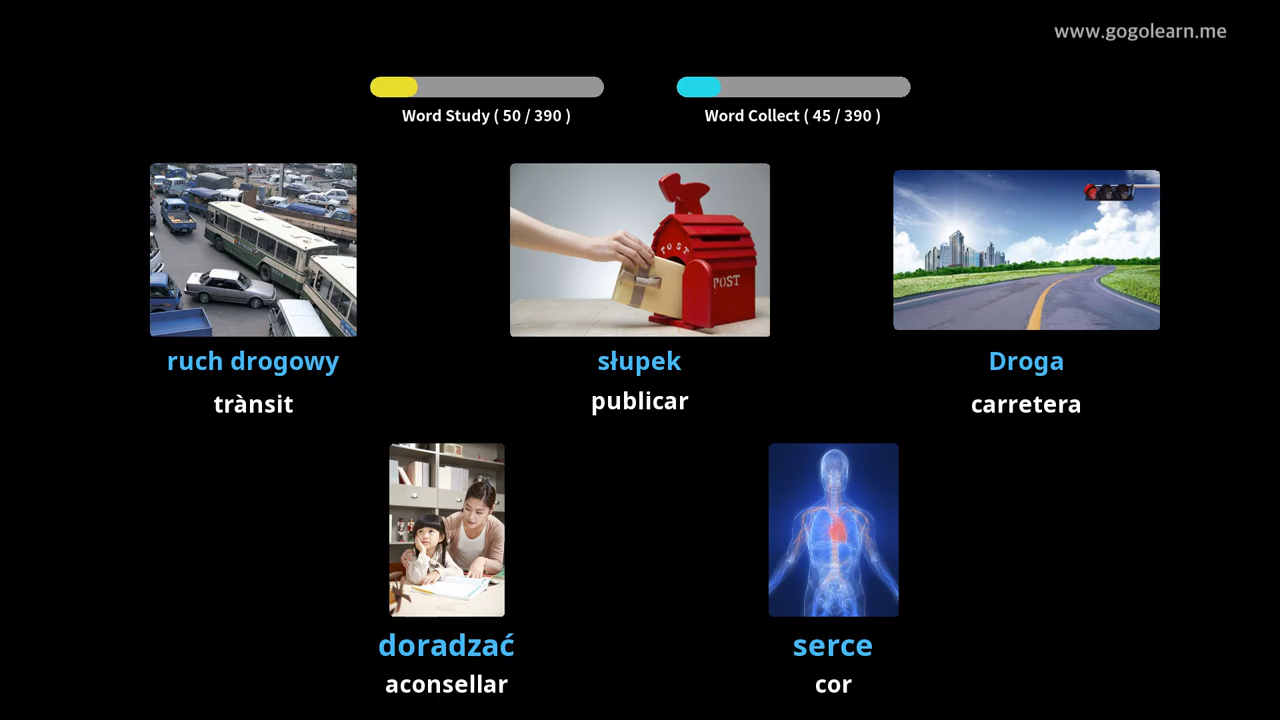 www.gogolearn.me
Word Study ( 50 / 390 )
Word Collect ( 45 / 390 )
POST
POST
ruch drogowy
słupek
Droga
trànsit
publicar
carretera
doradzać
serce
aconsellar
cor